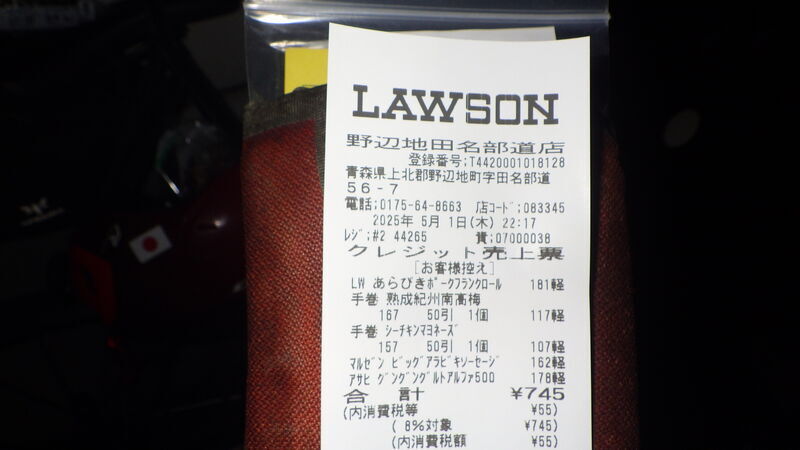 LAWSON
野辺地田名部道店
登録番号;T4420001018128
青森県上北郡野辺地町字田名部道
56-7
電話;0175-64-8663 店コード;083345
2025年 5月 1日(木) 22:17
レジ;#2 44265 責;07000038
クレジット売上票
[お客様控え]
LW あらびきポークフランクロール 181軽
手巻 熟成紀州南高梅
167 50引 1個 117軽
手巻 シーチキンマヨネーズ
157 50引 1個 107軽
マルゼン ビッグアラビキソーセージ 162軽
アサヒ グングングルトアルファ500 178軽
合 計 ¥745
(内消費税等 ¥55)
( 8%対象 ¥745)
(内消費税額 ¥55)